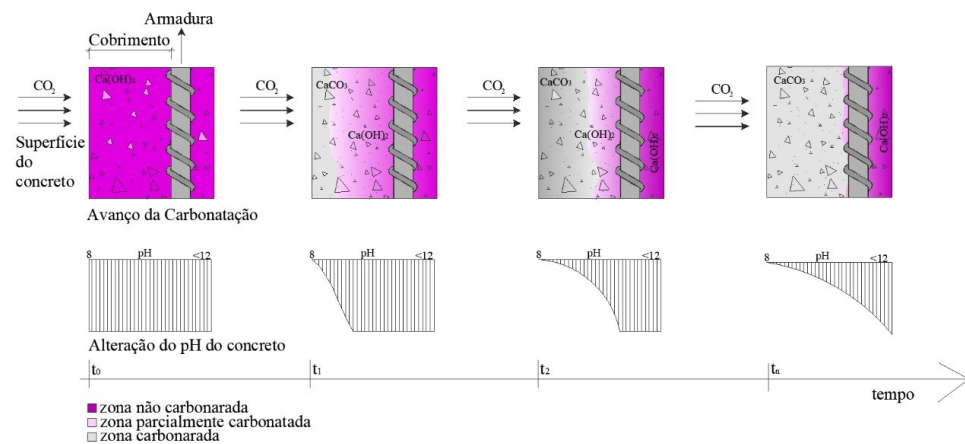 Armadura
Cobrimento
CO2
Superfície
do
concreto
Ca(OH)2
CO2
CaCO3
Ca(OH)2
CO2
CaCO3
Ca(OH)2
Ca(OH)2
CO2
CaCO3
Ca(OH)2
Avanço da Carbonatação
8 pH <12
8 pH <12
8 pH <12
8 pH <12
Alteração do pH do concreto
t0 t1 t2 tn
tempo
zona não carbonarada
zona parcialmente carbonatada
zona carbonarada